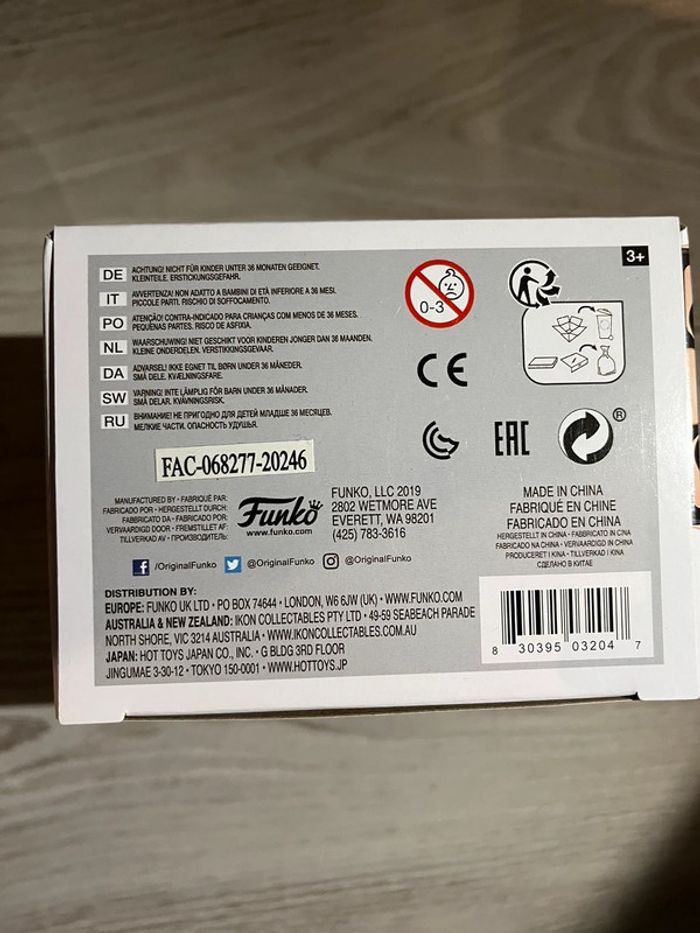 3+
DE ACHTUNG! NICHT FÜR KINDER UNTER 36 MONATEN GEEIGNET.
KLEINTEILE. ERSTICKUNGSGEFAHR.
IT AVVERTENZA! NON ADATTO A BAMBINI DI ETÀ INFERIORE A 36 MESI.
PICCOLE PARTI. RISCHIO DI SOFFOCAMENTO.
PO ATENÇÃO! CONTRA-INDICADO PARA CRIANÇAS COM MENOS DE 36 MESES.
PEQUENAS PARTES. RISCO DE ASFIXIA.
NL WAARSCHUWING! NIET GESCHIKT VOOR KINDEREN JONGER DAN 36 MAANDEN.
KLEINE ONDERDELEN. VERSTIKKINGSGEVAAR.
DA ADVARSEL! IKKE EGNET TIL BØRN UNDER 36 MÅNEDER.
SMÅ DELE. KVÆLNINGSFARE.
SW VARNING! INTE LÄMPLIG FÖR BARN UNDER 36 MÅNADER.
SMÅ DELAR. KVÄVNINGSRISK.
RU ВНИМАНИЕ! НЕ ПРИГОДНО ДЛЯ ДЕТЕЙ МЛАДШЕ 36 МЕСЯЦЕВ.
МЕЛКИЕ ЧАСТИ. ОПАСНОСТЬ УДУШЬЯ.
0-3
CE
EAC
®
FAC-068277-20246
MANUFACTURED BY • FABRIQUÉ PAR:
FABRICADO POR • HERGESTELLT DURCH:
FABBRICATO DA • FABRICADO POR:
VERVAARDIGD DOOR • FREMSTILLET AF:
TILLVERKAD AV • ПРОИЗВОДИТЕЛЬ:
Funko
www.funko.com
FUNKO, LLC 2019
2802 WETMORE AVE
EVERETT, WA 98201
(425) 783-3616
MADE IN CHINA
FABRIQUÉ EN CHINE
FABRICADO EN CHINA
HERGESTELLT IN CHINA • FABBRICATO IN CINA
FABRICADO NA CHINA • VERVAARDIGD IN CHINA
PRODUCERET I KINA • TILLVERKAD I KINA
СДЕЛАНО В КИТАЕ
/OriginalFunko @OriginalFunko @OriginalFunko
DISTRIBUTION BY:
EUROPE: FUNKO UK LTD • PO BOX 74644 • LONDON, W6 6JW (UK) • WWW.FUNKO.COM
AUSTRALIA & NEW ZEALAND: IKON COLLECTABLES PTY LTD • 49-59 SEABEACH PARADE
NORTH SHORE, VIC 3214 AUSTRALIA • WWW.IKONCOLLECTABLES.COM.AU
JAPAN: HOT TOYS JAPAN CO., INC. • G BLDG 3RD FLOOR
JINGUMAE 3-30-12 • TOKYO 150-0001 • WWW.HOTTOYS.JP
8 30395 03204 7